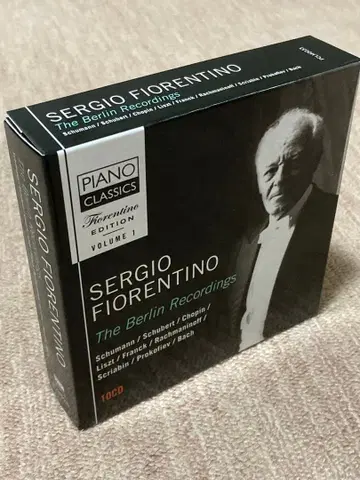 SERGIO FIORENTINO
The Berlin Recordings
Schumann / Schubert / Chopin / Liszt / Franck / Rachmaninoff / Scriabin / Prokofiev / Bach
PIANO
CLASSICS
Fiorentino
EDITION
VOLUME 1
SERGIO
FIORENTINO
The Berlin Recordings
Schumann / Schubert / Chopin /
Liszt / Franck / Rachmaninoff /
Scriabin / Prokofiev / Bach
10CD
SERGIO FIORENTINO